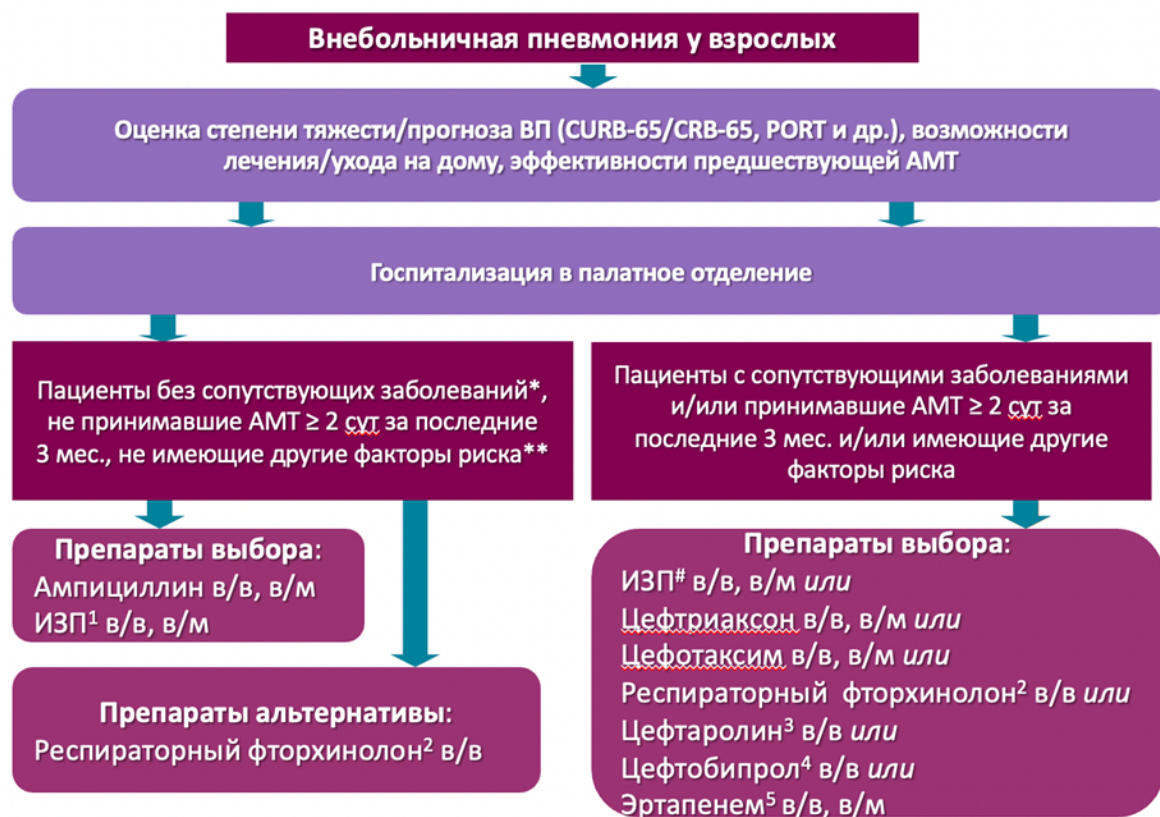 Внебольничная пневмония у взрослых
Оценка степени тяжести/прогноза ВП (CURB-65/CRB-65, PORT и др.), возможности
лечения/ухода на дому, эффективности предшествующей АМТ
Госпитализация в палатное отделение
Пациенты без сопутствующих заболеваний*,
не принимавшие АМТ ≥ 2 сут за последние
3 мес., не имеющие другие факторы риска**
Пациенты с сопутствующими заболеваниями
и/или принимавшие АМТ ≥ 2 сут за
последние 3 мес. и/или имеющие другие
факторы риска
Препараты выбора:
Ампициллин в/в, в/м
ИЗП¹ в/в, в/м
Препараты альтернативы:
Респираторный фторхинолон² в/в
Препараты выбора:
ИЗП# в/в, в/м или
Цефтриаксон в/в, в/м или
Цефотаксим в/в, в/м или
Респираторный фторхинолон² в/в или
Цефтаролин³ в/в или
Цефтобипрол⁴ в/в или
Эртапенем⁵ в/в, в/м